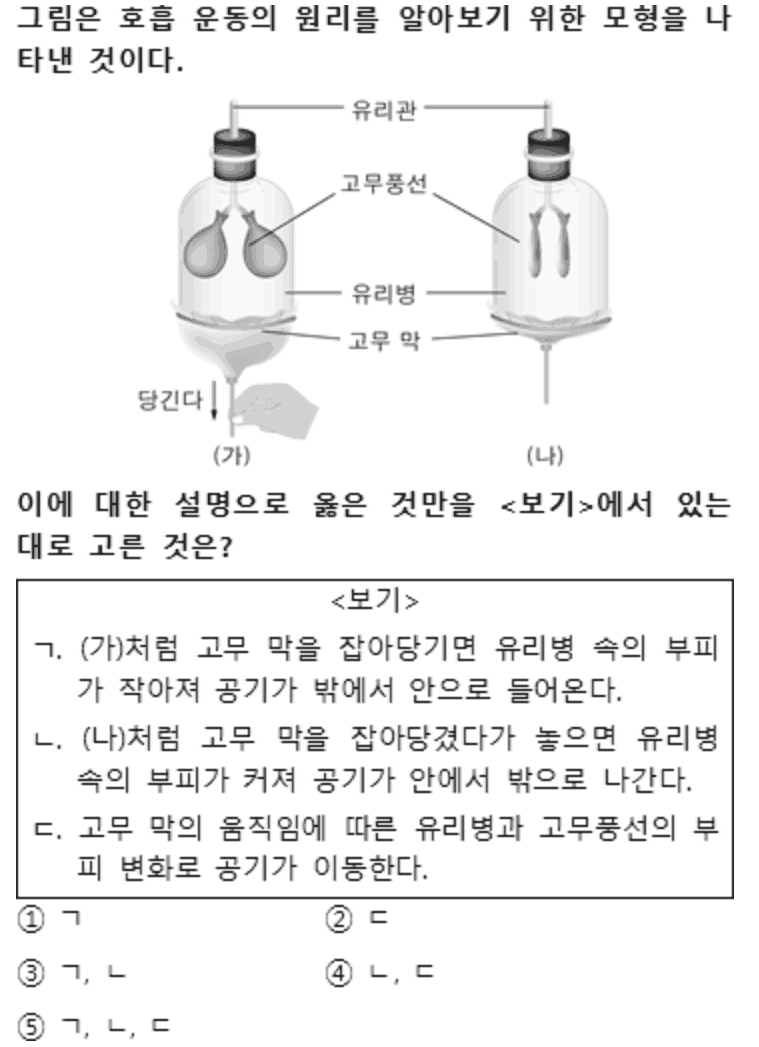 그림은 호흡 운동의 원리를 알아보기 위한 모형을 나
타낸 것이다.
유리관
고무풍선
유리병
고무 막
당긴다
(가)
(나)
이에 대한 설명으로 옳은 것만을 <보기>에서 있는
대로 고른 것은?
<보기>
ㄱ. (가)처럼 고무 막을 잡아당기면 유리병 속의 부피
가 작아져 공기가 밖에서 안으로 들어온다.
ㄴ. (나)처럼 고무 막을 잡아당겼다가 놓으면 유리병
속의 부피가 커져 공기가 안에서 밖으로 나간다.
ㄷ. 고무 막의 움직임에 따른 유리병과 고무풍선의 부
피 변화로 공기가 이동한다.
① ㄱ ② ㄷ
③ ㄱ, ㄴ ④ ㄴ, ㄷ
⑤ ㄱ, ㄴ, ㄷ